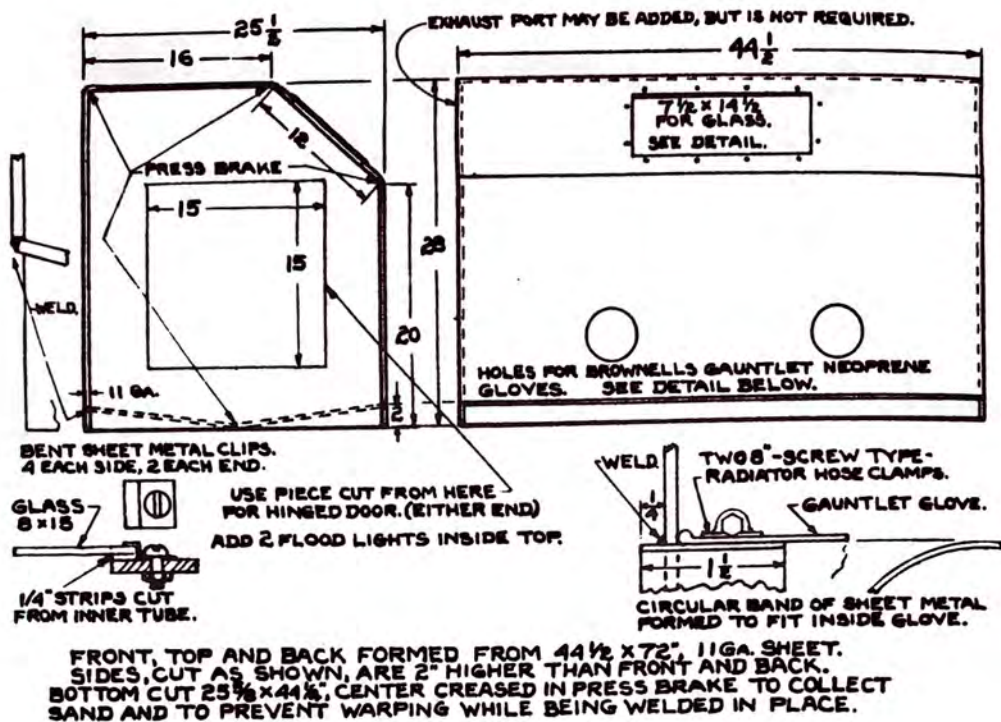 25 1/2
16
EXHAUST PORT MAY BE ADDED, BUT IS NOT REQUIRED.
44 1/2
7 1/2 x 14 1/2
FOR GLASS.
SEE DETAIL.
12
PRESS BRAKE
15
15
28
20
WELD.
11 GA.
2
HOLES FOR BROWNELLS GAUNTLET NEOPRENE
GLOVES. SEE DETAIL BELOW.
BENT SHEET METAL CLIPS.
4 EACH SIDE, 2 EACH END.
GLASS
8 x 15
1/4" STRIPS CUT
FROM INNER TUBE.
USE PIECE CUT FROM HERE
FOR HINGED DOOR. (EITHER END)
ADD 2 FLOOD LIGHTS INSIDE TOP.
WELD.
TWO 8"-SCREW TYPE-
RADIATOR HOSE CLAMPS.
GAUNTLET GLOVE.
1/4
1 1/2
CIRCULAR BAND OF SHEET METAL
FORMED TO FIT INSIDE GLOVE.
FRONT, TOP AND BACK FORMED FROM 44 1/2 x 72", 11 GA. SHEET.
SIDES, CUT AS SHOWN, ARE 2" HIGHER THAN FRONT AND BACK.
BOTTOM CUT 25 x 44, CENTER CREASED IN PRESS BRAKE TO COLLECT
SAND AND TO PREVENT WARPING WHILE BEING WELDED IN PLACE.